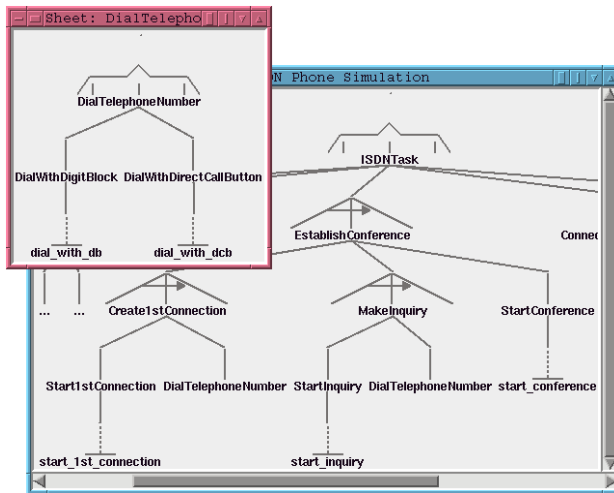 Sheet: DialTelepho
N Phone Simulation
DialTelephoneNumber
ISDNTask
DialWithDigitBlock DialWithDirectCallButton
EstablishConference Connec
dial_with_db dial_with_dcb
... ... Create1stConnection MakeInquiry StartConference
Start1stConnection DialTelephoneNumber StartInquiry DialTelephoneNumber start_conference
start_1st_connection start_inquiry